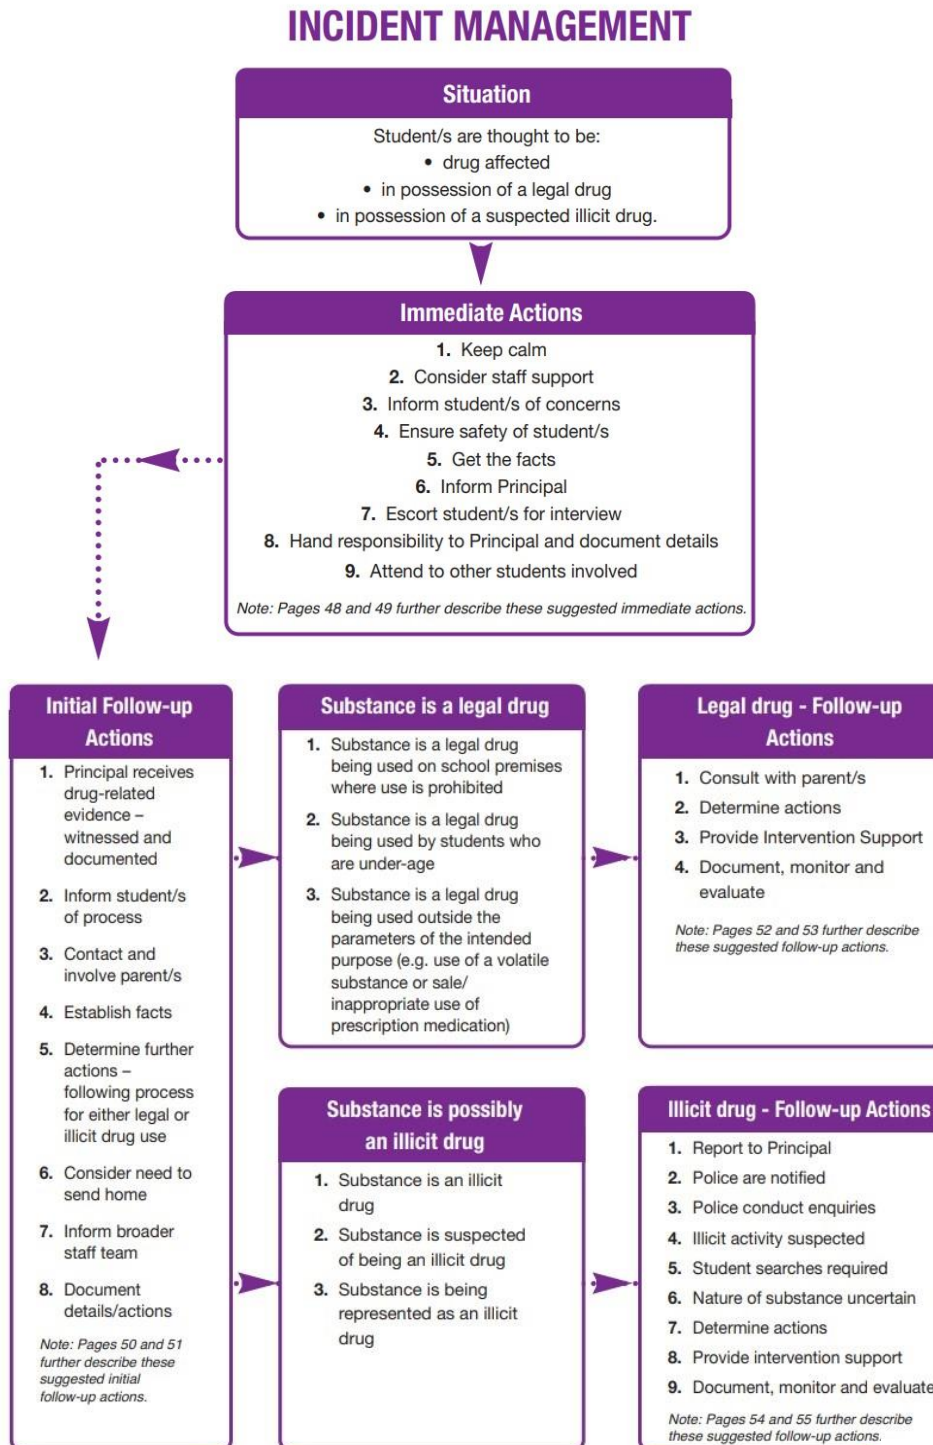 INCIDENT MANAGEMENT
Situation
Student/s are thought to be:
• drug affected
• in possession of a legal drug
• in possession of a suspected illicit drug.
Immediate Actions
1. Keep calm
2. Consider staff support
3. Inform student/s of concerns
4. Ensure safety of student/s
5. Get the facts
6. Inform Principal
7. Escort student/s for interview
8. Hand responsibility to Principal and document details
9. Attend to other students involved
Note: Pages 48 and 49 further describe these suggested immediate actions.
Initial Follow-up
Actions
1. Principal receives
drug-related
evidence –
witnessed and
documented
2. Inform student/s
of process
3. Contact and
involve parent/s
4. Establish facts
5. Determine further
actions –
following process
for either legal or
illicit drug use
6. Consider need to
send home
7. Inform broader
staff team
8. Document
details/actions
Note: Pages 50 and 51
further describe these
suggested initial
follow-up actions.
Substance is a legal drug
1. Substance is a legal drug
being used on school premises
where use is prohibited
2. Substance is a legal drug
being used by students who
are under-age
3. Substance is a legal drug
being used outside the
parameters of the intended
purpose (e.g. use of a volatile
substance or sale/
inappropriate use of
prescription medication)
Legal drug - Follow-up
Actions
1. Consult with parent/s
2. Determine actions
3. Provide Intervention Support
4. Document, monitor and
evaluate
Note: Pages 52 and 53 further describe
these suggested follow-up actions.
Substance is possibly
an illicit drug
1. Substance is an illicit
drug
2. Substance is suspected
of being an illicit drug
3. Substance is being
represented as an illicit
drug
Illicit drug - Follow-up Actions
1. Report to Principal
2. Police are notified
3. Police conduct enquiries
4. Illicit activity suspected
5. Student searches required
6. Nature of substance uncertain
7. Determine actions
8. Provide intervention support
9. Document, monitor and evaluate
Note: Pages 54 and 55 further describe
these suggested follow-up actions.